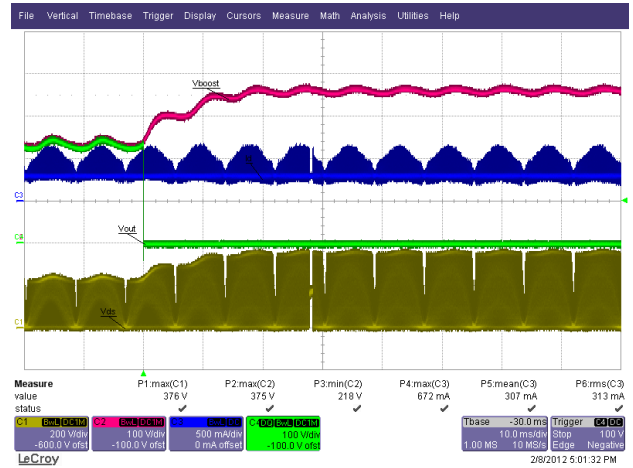 File Vertical Timebase Trigger Display Cursors Measure Math Analysis Utilities Help
Vboost
C3
Vout
Vds
C1
Measure P1:max(C1) P2:max(C2) P3:min(C2) P4:max(C3) P5:mean(C3) P6:rms(C3)
value 376 V 375 V 218 V 672 mA 307 mA 313 mA
status
C1 BwL DC1M C2 BwL DC1M BwL DC BwL DC1M Tbase -30.0 ms Trigger C4 DC
200 V/div 100 V/div 500 mA/div 100 V/div 10.0 ms/div Stop 100 V
-600.0 V ofst -100.0 V ofst 0 mA offset -100.0 V ofst 1.00 MS 10 MS/s Edge Negative
LeCroy 2/8/2012 5:01:32 PM